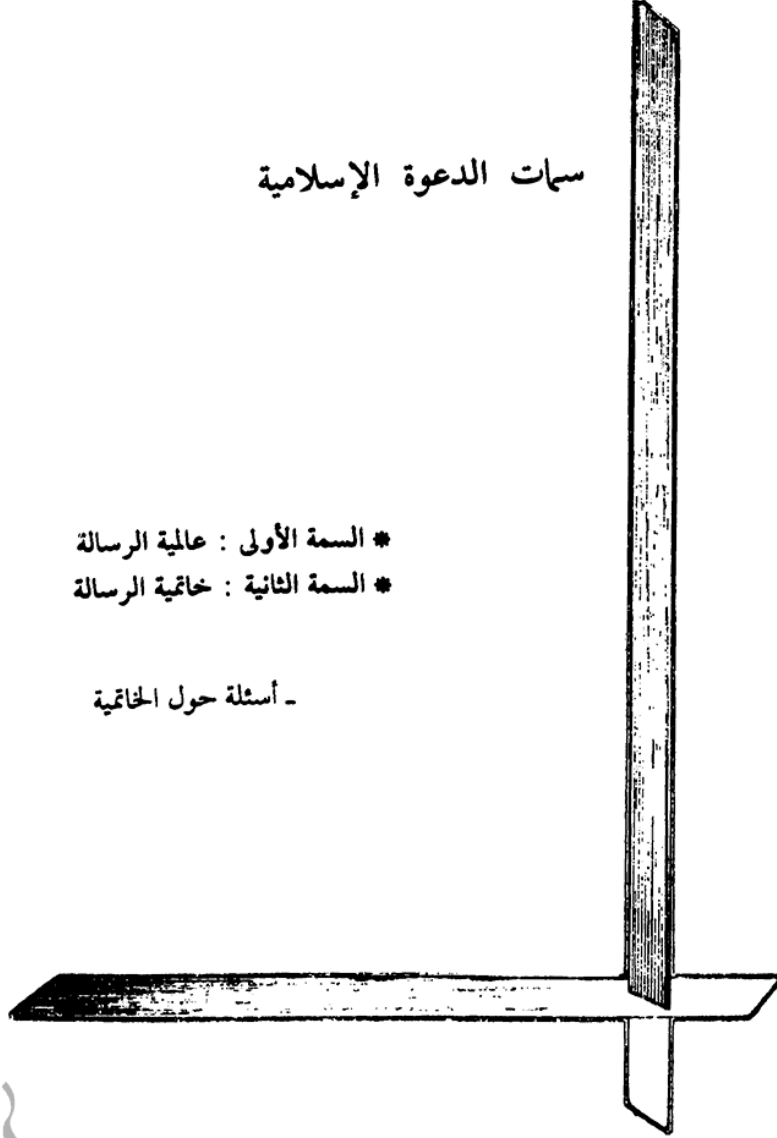 سمات الدعوة الإسلامية
* السمة الأولى : عالمية الرسالة
* السمة الثانية : خاتمية الرسالة
ـ أسئلة حول الخاتمية